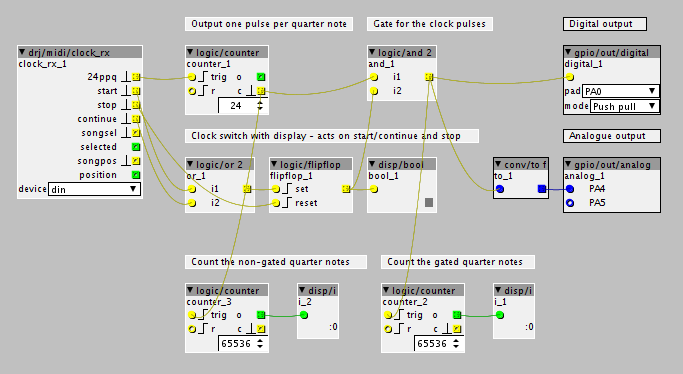 Output one pulse per quarter note
Gate for the clock pulses
Digital output
drj/midi/clock_rx
clock_rx_1
24ppq
start
stop
continue
songsel
selected
songpos
position
device din
logic/counter
counter_1
trig o
r c
24
logic/and 2
and_1
i1
i2
gpio/out/digital
digital_1
pad PA0
mode Push pull
Clock switch with display - acts on start/continue and stop
Analogue output
logic/or 2
or_1
i1
i2
logic/flipflop
flipflop_1
set
reset
disp/bool
bool_1
conv/to f
to_1
gpio/out/analog
analog_1
PA4
PA5
Count the non-gated quarter notes
Count the gated quarter notes
logic/counter
counter_3
trig o
r c
65536
disp/i
i_2
:0
logic/counter
counter_2
trig o
r c
65536
disp/i
i_1
:0